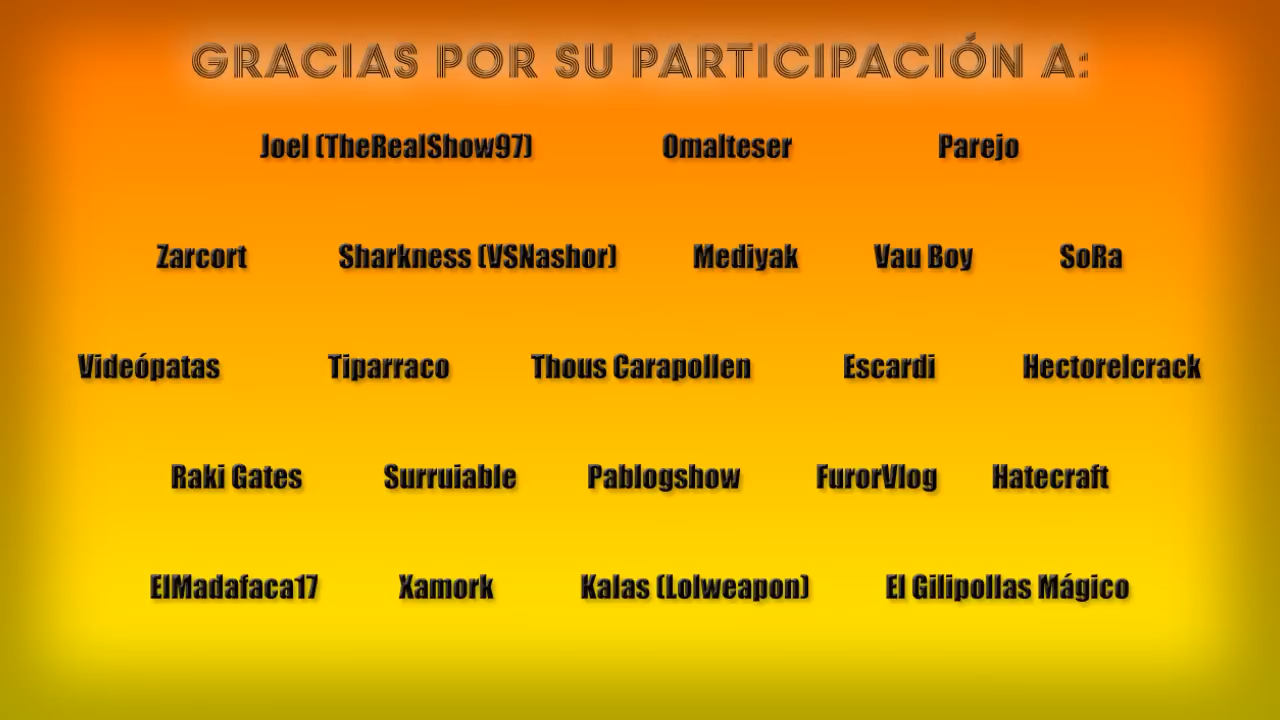 GRACIAS POR SU PARTICIPACIÓN A:
Joel (TheRealShow97) Omalteser Parejo
Zarcort Sharkness (VSNashor) Mediyak Vau Boy SoRa
Videópatas Tiparraco Thous Carapollen Escardi Hectorelcrack
Raki Gates Surruiable Pablogshow FurorVlog Hatecraft
ElMadafaca17 Xamork Kalas (Lolweapon) El Gilipollas Mágico